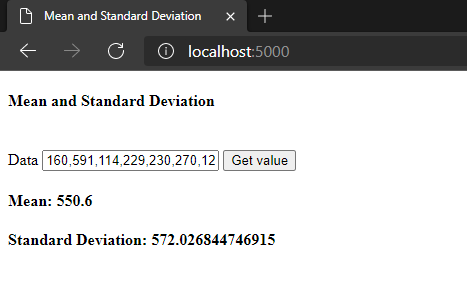 Mean and Standard Deviation
localhost:5000
Mean and Standard Deviation
Data 160,591,114,229,230,270,12 Get value
Mean: 550.6
Standard Deviation: 572.026844746915